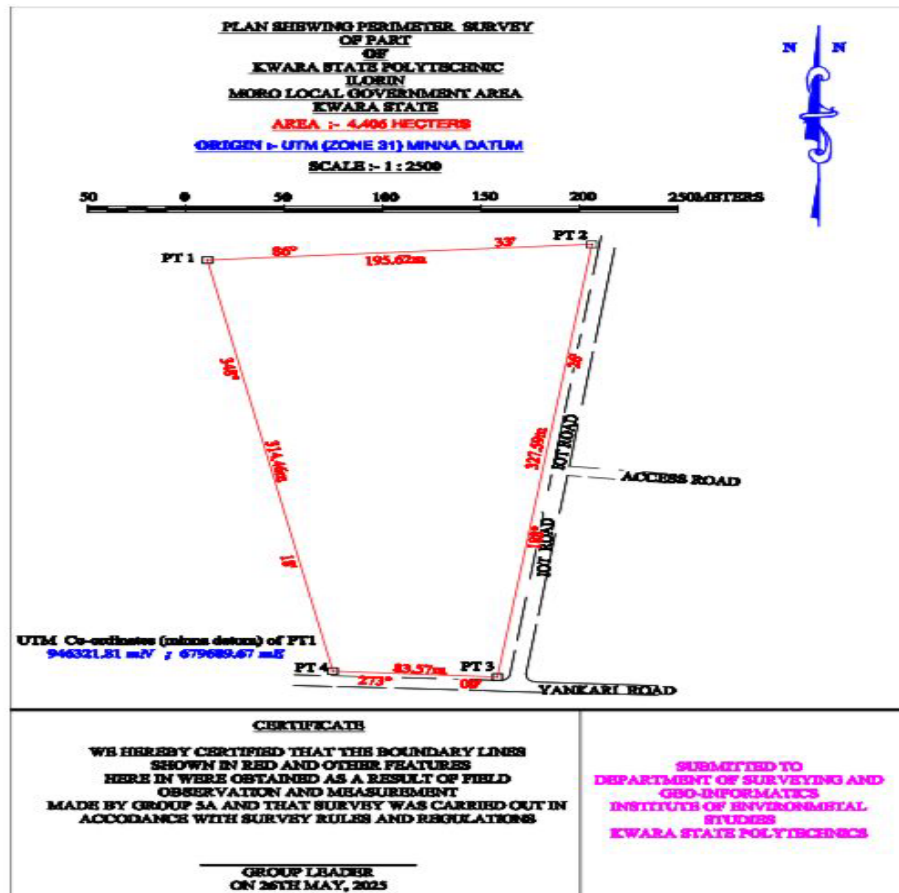 PLAN SHEWING PERIMETER SURVEY
OF PART
OF
KWARA STATE POLYTECHNIC
ILORIN
MORO LOCAL GOVERNMENT AREA
KWARA STATE
AREA :- 4.406 HECTERS
ORIGIN :- UTM (ZONE 31) MINNA DATUM
SCALE :- 1 : 2500
N N
50 0 50 100 150 200 250METERS
PT 1
86°
195.62m
33'
PT 2
348°
314.46m
18'
26'
327.59m
IOT ROAD
ACCESS ROAD
IOT ROAD
UTM Co-ordinates (minna datum) of PT1
946321.81 mN ; 679689.67 mE
PT 4
83.57m
PT 3
273°
00'
YANKARI ROAD
CERTIFICATE
WE HEREBY CERTIFIED THAT THE BOUNDARY LINES
SHOWN IN RED AND OTHER FEATURES
HERE IN WERE OBTAINED AS A RESULT OF FIELD
OBSERVATION AND MEASUREMENT
MADE BY GROUP 5A AND THAT SURVEY WAS CARRIED OUT IN
ACCODANCE WITH SURVEY RULES AND REGULATIONS
GROUP LEADER
ON 26TH MAY, 2025
SUBMITTED TO
DEPARTMENT OF SURVEYING AND
GEO-INFORMATICS
INSTITUTE OF ENVIRONMETAL
STUDIES
KWARA STATE POLYTECHNICS